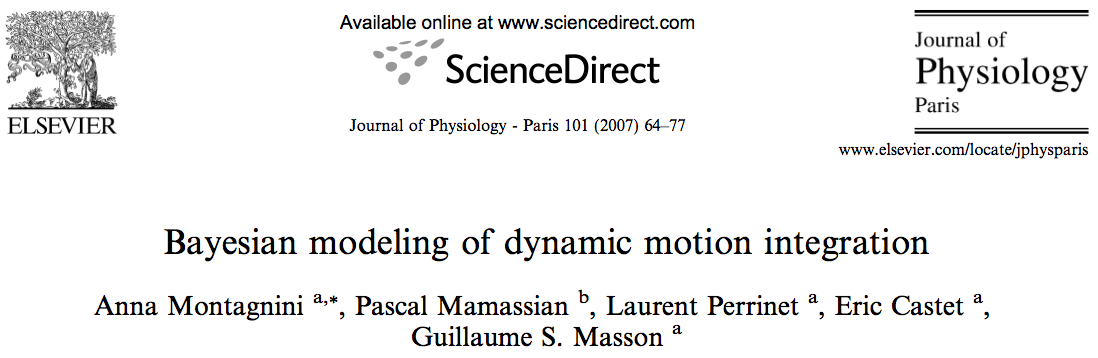 Available online at www.sciencedirect.com
ScienceDirect
ELSEVIER
Journal of Physiology - Paris 101 (2007) 64–77
Journal of
Physiology
Paris
www.elsevier.com/locate/jphysparis
Bayesian modeling of dynamic motion integration
Anna Montagnini a,*, Pascal Mamassian b, Laurent Perrinet a, Eric Castet a,
Guillaume S. Masson a